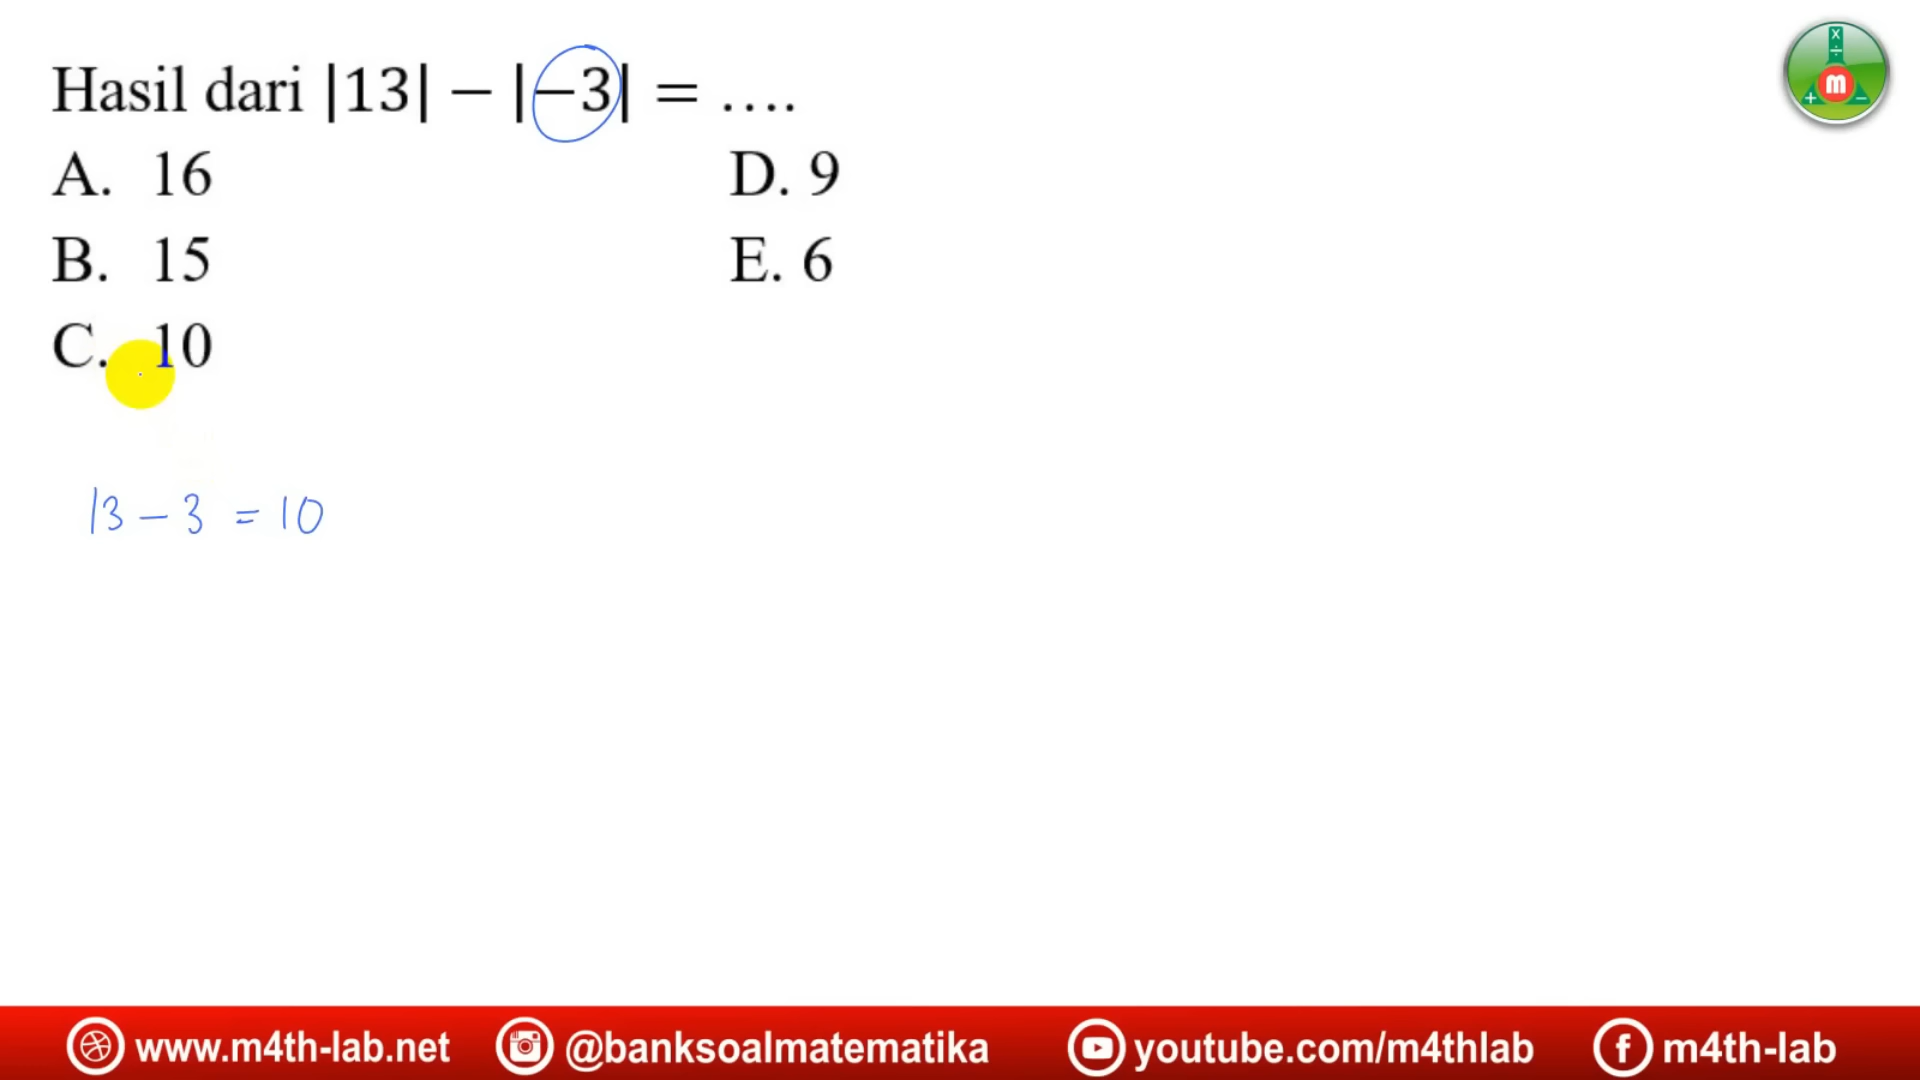 Hasil dari |13| − |−3| = ….
A. 16
B. 15
C. 10
D. 9
E. 6
13 − 3 = 10
x
÷
m
+ −
www.m4th-lab.net @banksoalmatematika youtube.com/m4thlab m4th-lab